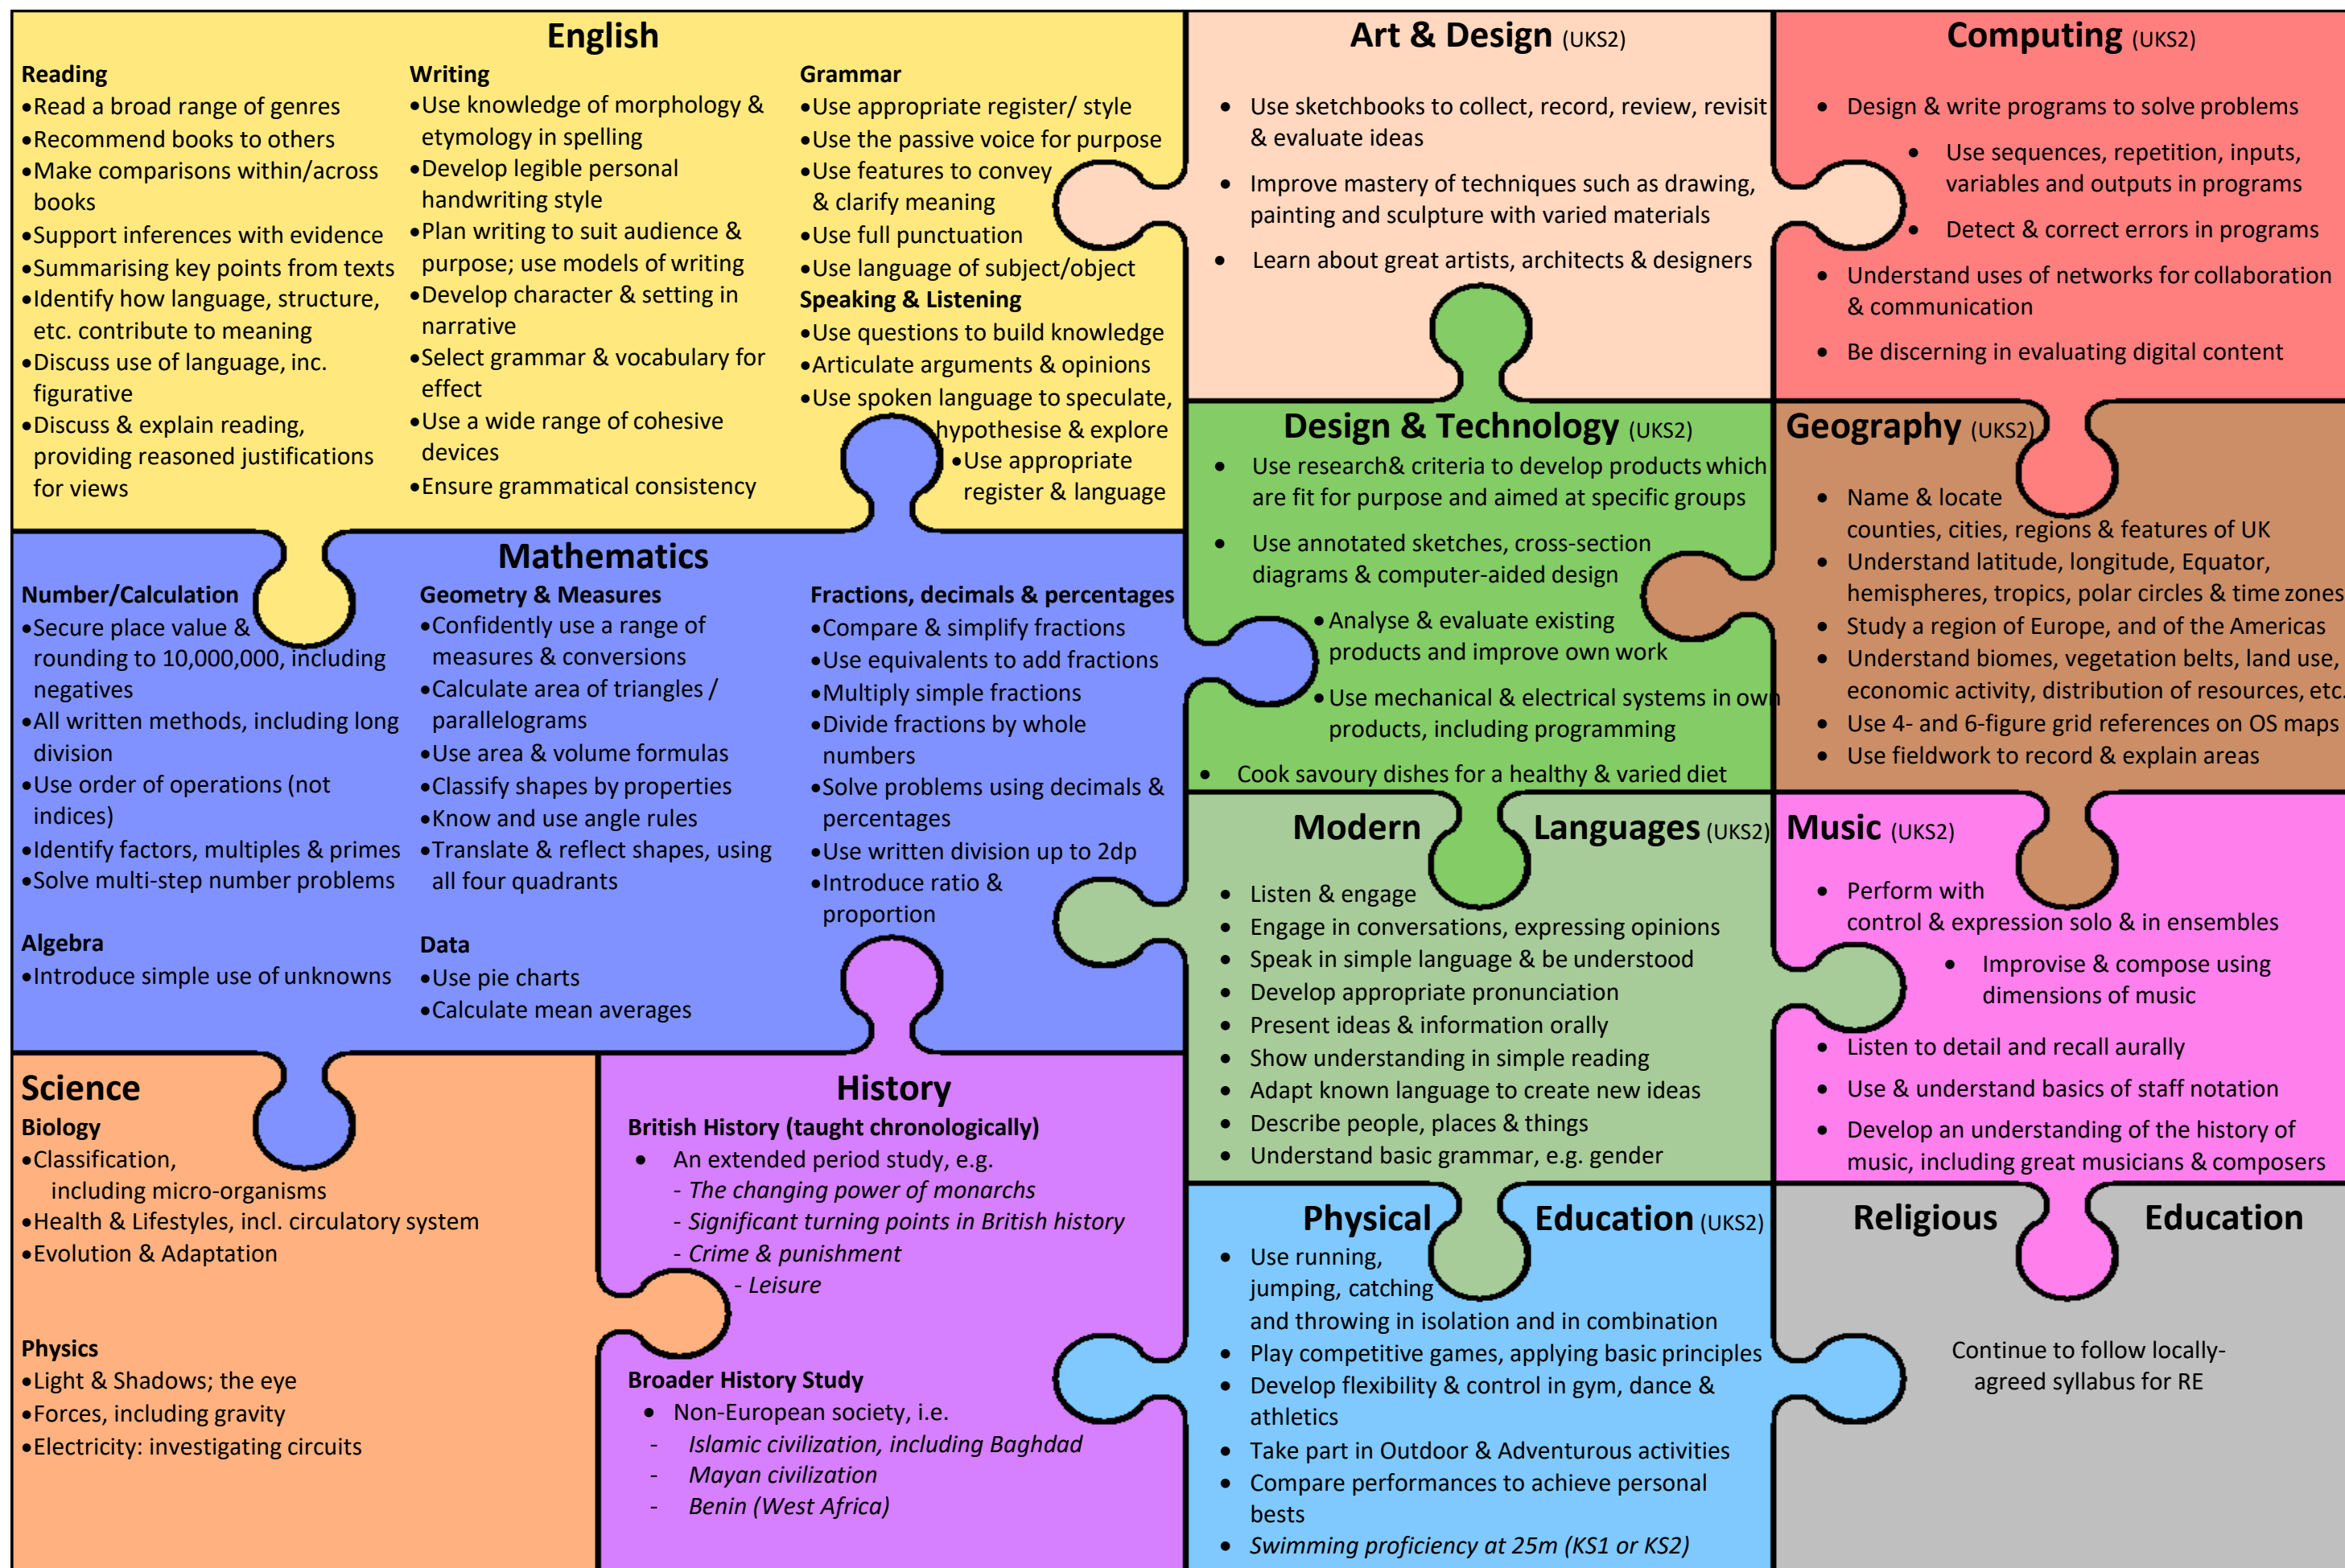 English
Reading
•Read a broad range of genres
•Recommend books to others
•Make comparisons within/across
books
•Support inferences with evidence
•Summarising key points from texts
•Identify how language, structure,
etc. contribute to meaning
•Discuss use of language, inc.
figurative
•Discuss & explain reading,
providing reasoned justifications
for views
Writing
•Use knowledge of morphology &
etymology in spelling
•Develop legible personal
handwriting style
•Plan writing to suit audience &
purpose; use models of writing
•Develop character & setting in
narrative
•Select grammar & vocabulary for
effect
•Use a wide range of cohesive
devices
•Ensure grammatical consistency
Grammar
•Use appropriate register/ style
•Use the passive voice for purpose
•Use features to convey
& clarify meaning
•Use full punctuation
•Use language of subject/object
Speaking & Listening
•Use questions to build knowledge
•Articulate arguments & opinions
•Use spoken language to speculate,
hypothesise & explore
•Use appropriate
register & language
Art & Design (UKS2)
• Use sketchbooks to collect, record, review, revisit
& evaluate ideas
• Improve mastery of techniques such as drawing,
painting and sculpture with varied materials
• Learn about great artists, architects & designers
Computing (UKS2)
• Design & write programs to solve problems
• Use sequences, repetition, inputs,
variables and outputs in programs
• Detect & correct errors in programs
• Understand uses of networks for collaboration
& communication
• Be discerning in evaluating digital content
Mathematics
Number/Calculation
•Secure place value &
rounding to 10,000,000, including
negatives
•All written methods, including long
division
•Use order of operations (not
indices)
•Identify factors, multiples & primes
•Solve multi-step number problems
Algebra
•Introduce simple use of unknowns
Geometry & Measures
•Confidently use a range of
measures & conversions
•Calculate area of triangles /
parallelograms
•Use area & volume formulas
•Classify shapes by properties
•Know and use angle rules
•Translate & reflect shapes, using
all four quadrants
Data
•Use pie charts
•Calculate mean averages
Fractions, decimals & percentages
•Compare & simplify fractions
•Use equivalents to add fractions
•Multiply simple fractions
•Divide fractions by whole
numbers
•Solve problems using decimals &
percentages
•Use written division up to 2dp
•Introduce ratio &
proportion
Design & Technology (UKS2)
• Use research& criteria to develop products which
are fit for purpose and aimed at specific groups
• Use annotated sketches, cross-section
diagrams & computer-aided design
•Analyse & evaluate existing
products and improve own work
•Use mechanical & electrical systems in own
products, including programming
• Cook savoury dishes for a healthy & varied diet
Geography (UKS2)
• Name & locate
counties, cities, regions & features of UK
• Understand latitude, longitude, Equator,
hemispheres, tropics, polar circles & time zones
• Study a region of Europe, and of the Americas
• Understand biomes, vegetation belts, land use,
economic activity, distribution of resources, etc.
• Use 4- and 6-figure grid references on OS maps
• Use fieldwork to record & explain areas
Modern Languages (UKS2)
• Listen & engage
• Engage in conversations, expressing opinions
• Speak in simple language & be understood
• Develop appropriate pronunciation
• Present ideas & information orally
• Show understanding in simple reading
• Adapt known language to create new ideas
• Describe people, places & things
• Understand basic grammar, e.g. gender
Music (UKS2)
• Perform with
control & expression solo & in ensembles
• Improvise & compose using
dimensions of music
• Listen to detail and recall aurally
• Use & understand basics of staff notation
• Develop an understanding of the history of
music, including great musicians & composers
Science
Biology
•Classification,
including micro-organisms
•Health & Lifestyles, incl. circulatory system
•Evolution & Adaptation
Physics
•Light & Shadows; the eye
•Forces, including gravity
•Electricity: investigating circuits
History
British History (taught chronologically)
• An extended period study, e.g.
- The changing power of monarchs
- Significant turning points in British history
- Crime & punishment
- Leisure
Broader History Study
• Non-European society, i.e.
- Islamic civilization, including Baghdad
- Mayan civilization
- Benin (West Africa)
Physical Education (UKS2)
• Use running,
jumping, catching
and throwing in isolation and in combination
• Play competitive games, applying basic principles
• Develop flexibility & control in gym, dance &
athletics
• Take part in Outdoor & Adventurous activities
• Compare performances to achieve personal
bests
• Swimming proficiency at 25m (KS1 or KS2)
Religious Education
Continue to follow locally-
agreed syllabus for RE